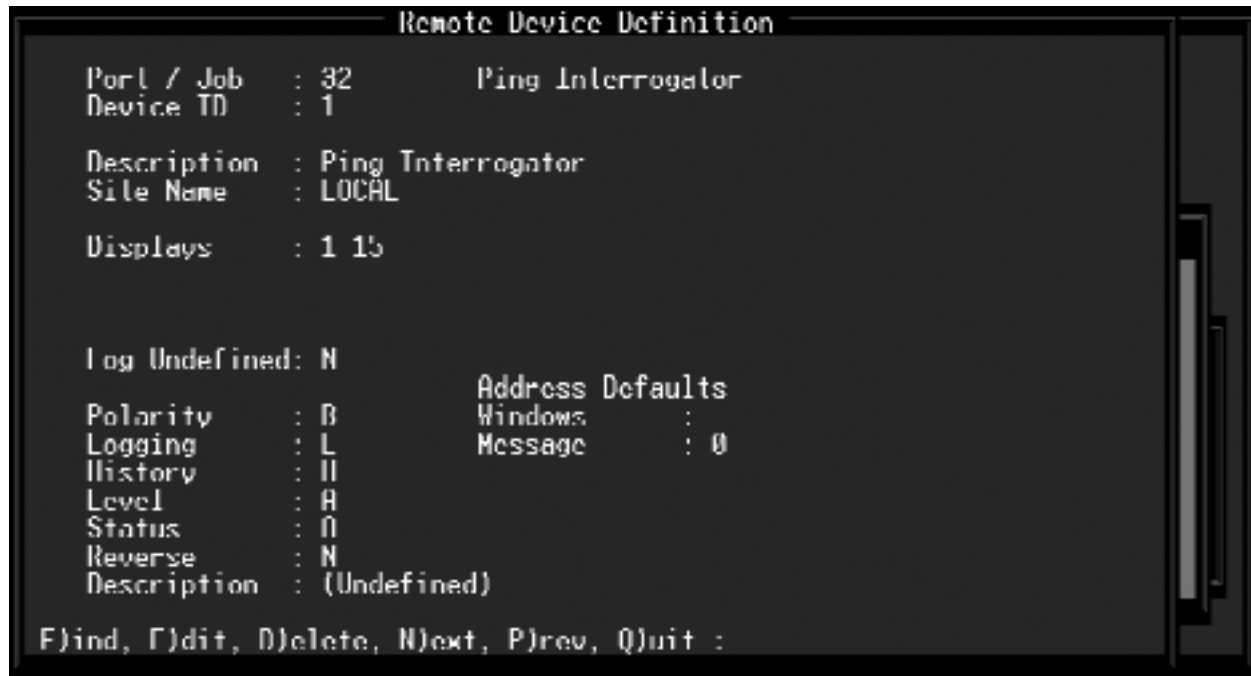 Remote Device Definition
Port / Job : 32 Ping Interrogator
Device ID : 1
Description : Ping Interrogator
Site Name : LOCAL
Displays : 1 15
Log Undefined: N
Address Defaults
Polarity : B Windows :
Logging : L Message : 0
History : H
Level : A
Status :
Reverse : N
Description : (Undefined)
F)ind, E)dit, D)elete, N)ext, P)rev, Q)uit :